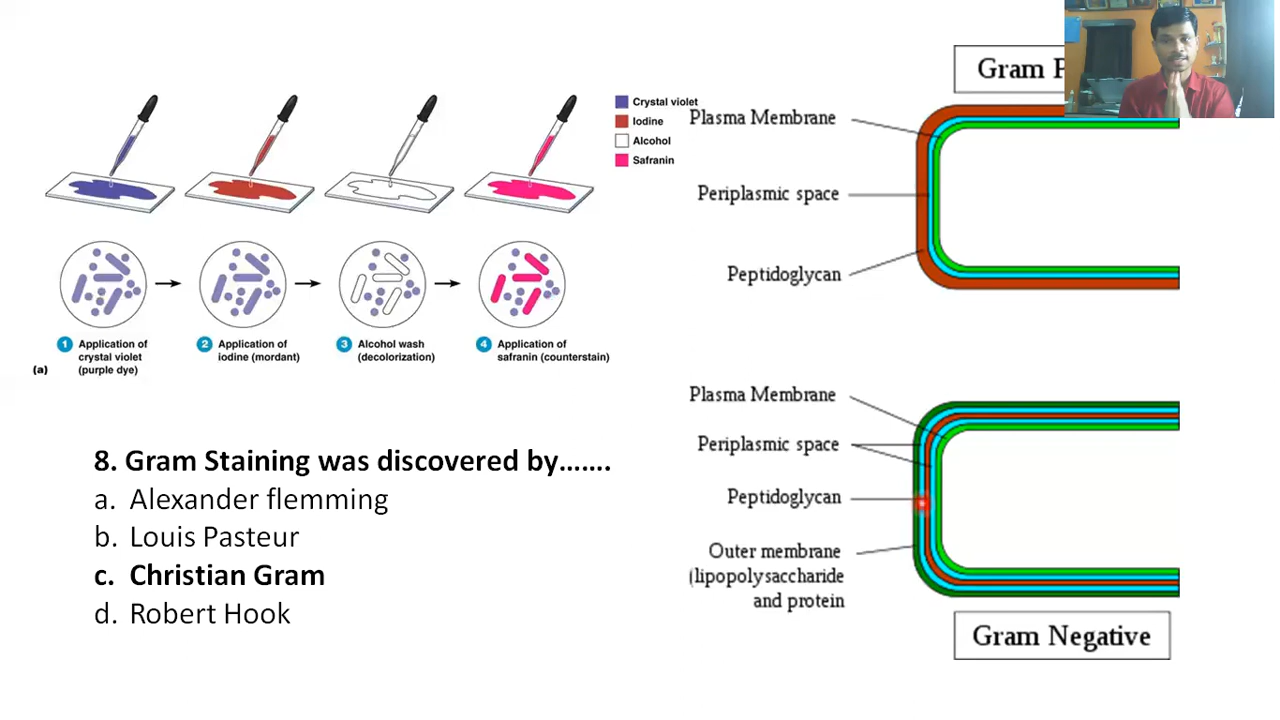 Crystal violet
Iodine
Alcohol
Safranin
1 Application of
crystal violet
(purple dye)
2 Application of
iodine (mordant)
3 Alcohol wash
(decolorization)
4 Application of
safranin (counterstain)
(a)
8. Gram Staining was discovered by.......
a. Alexander flemming
b. Louis Pasteur
c. Christian Gram
d. Robert Hook
Gram
Plasma Membrane
Periplasmic space
Peptidoglycan
Plasma Membrane
Periplasmic space
Peptidoglycan
Outer membrane
(lipopolysaccharide
and protein
Gram Negative